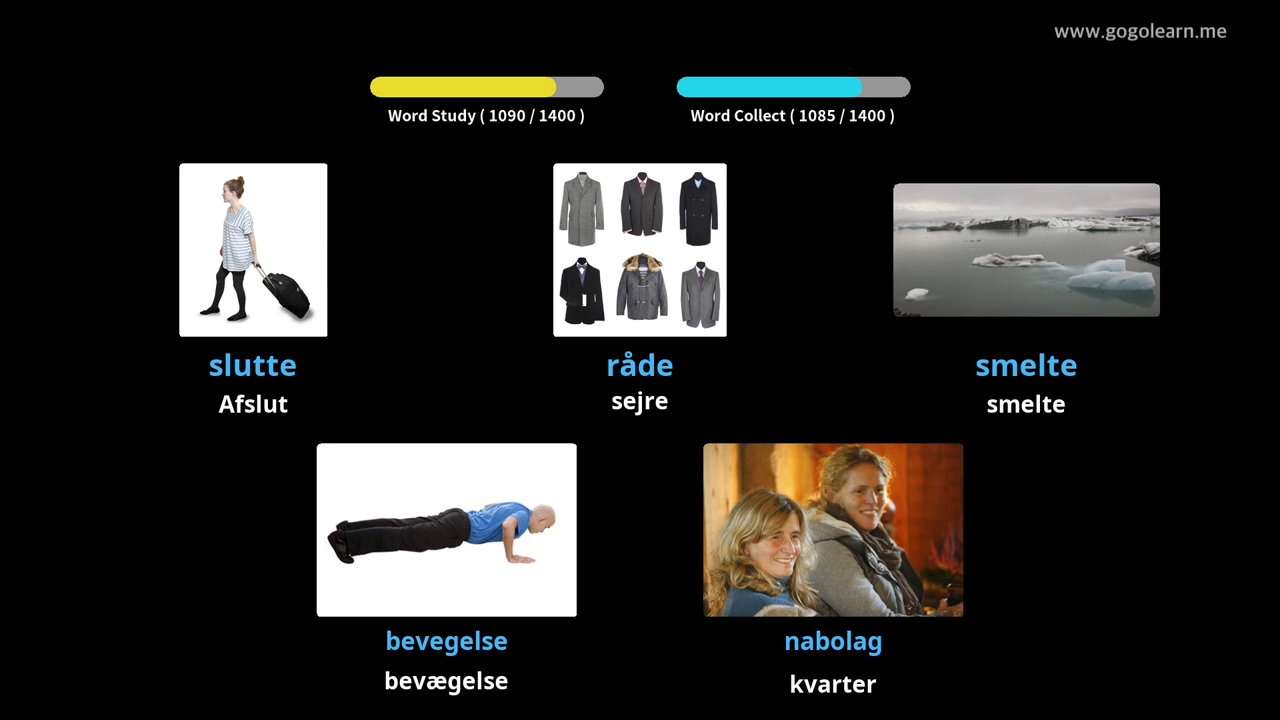 www.gogolearn.me
Word Study ( 1090 / 1400 )
Word Collect ( 1085 / 1400 )
slutte
råde
smelte
Afslut
sejre
smelte
bevegelse
nabolag
bevægelse
kvarter